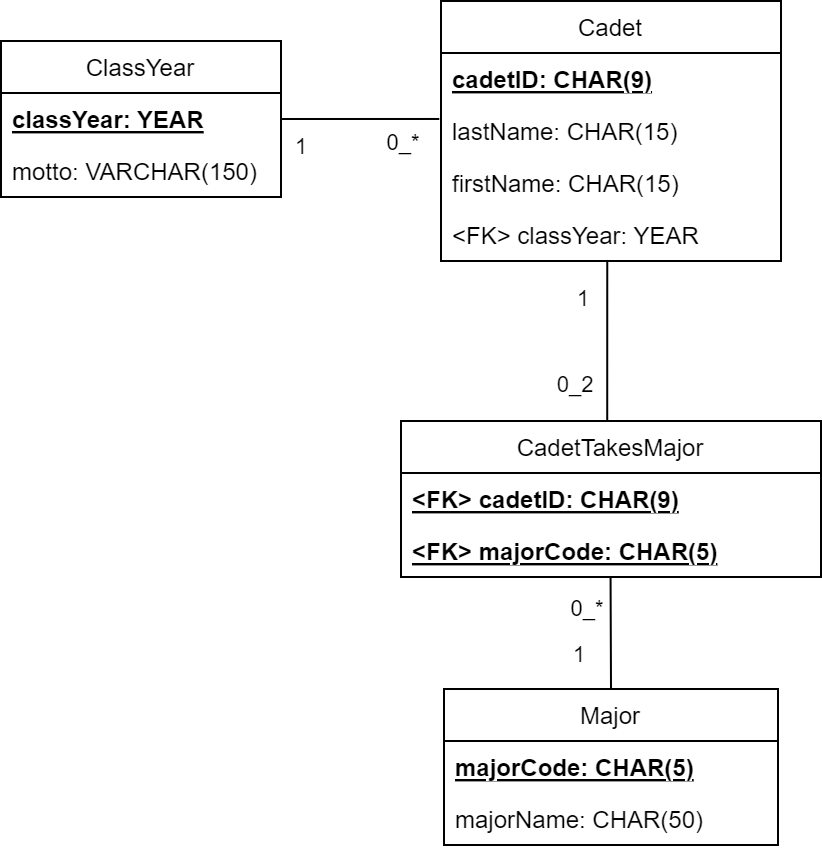 ClassYear
classYear: YEAR
motto: VARCHAR(150)
1
0_*
Cadet
cadetID: CHAR(9)
lastName: CHAR(15)
firstName: CHAR(15)
<FK> classYear: YEAR
1
0_2
CadetTakesMajor
<FK> cadetID: CHAR(9)
<FK> majorCode: CHAR(5)
0_*
1
Major
majorCode: CHAR(5)
majorName: CHAR(50)